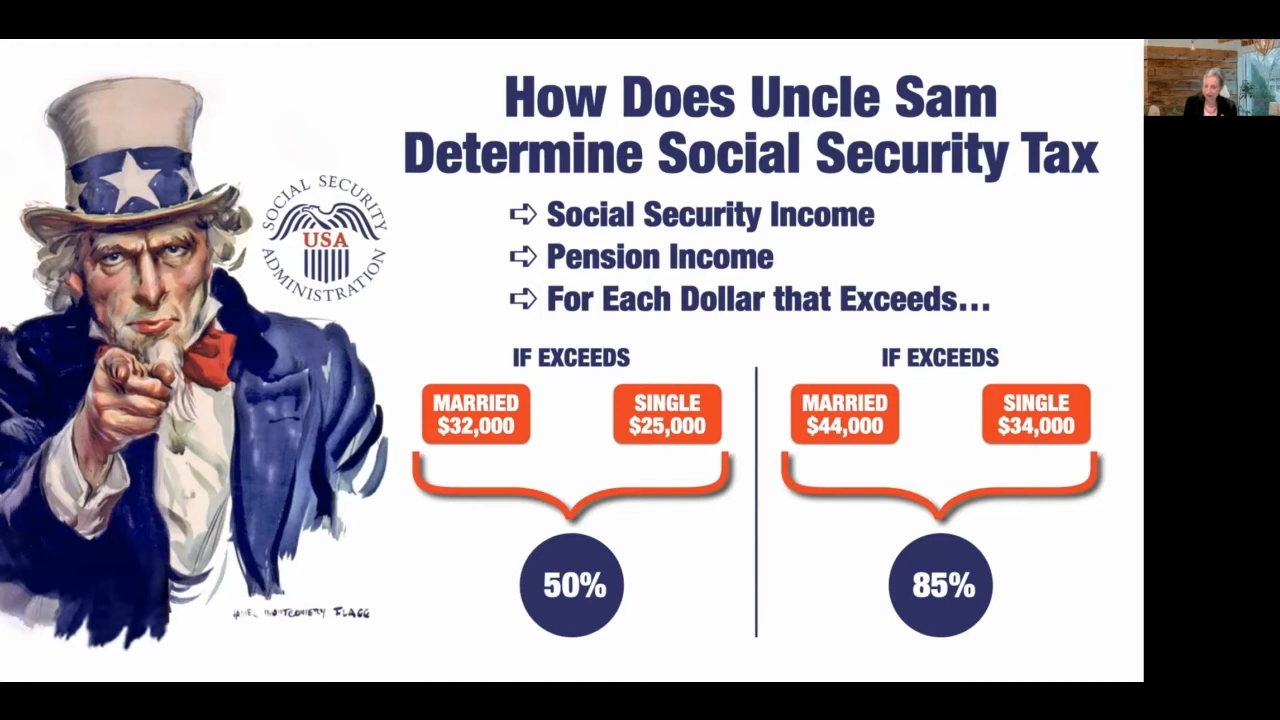 How Does Uncle Sam
Determine Social Security Tax
SOCIAL SECURITY
USA
ADMINISTRATION
➩ Social Security Income
➩ Pension Income
➩ For Each Dollar that Exceeds...
IF EXCEEDS
MARRIED
$32,000
SINGLE
$25,000
50%
IF EXCEEDS
MARRIED
$44,000
SINGLE
$34,000
85%
MONTGOMERY FLAGG